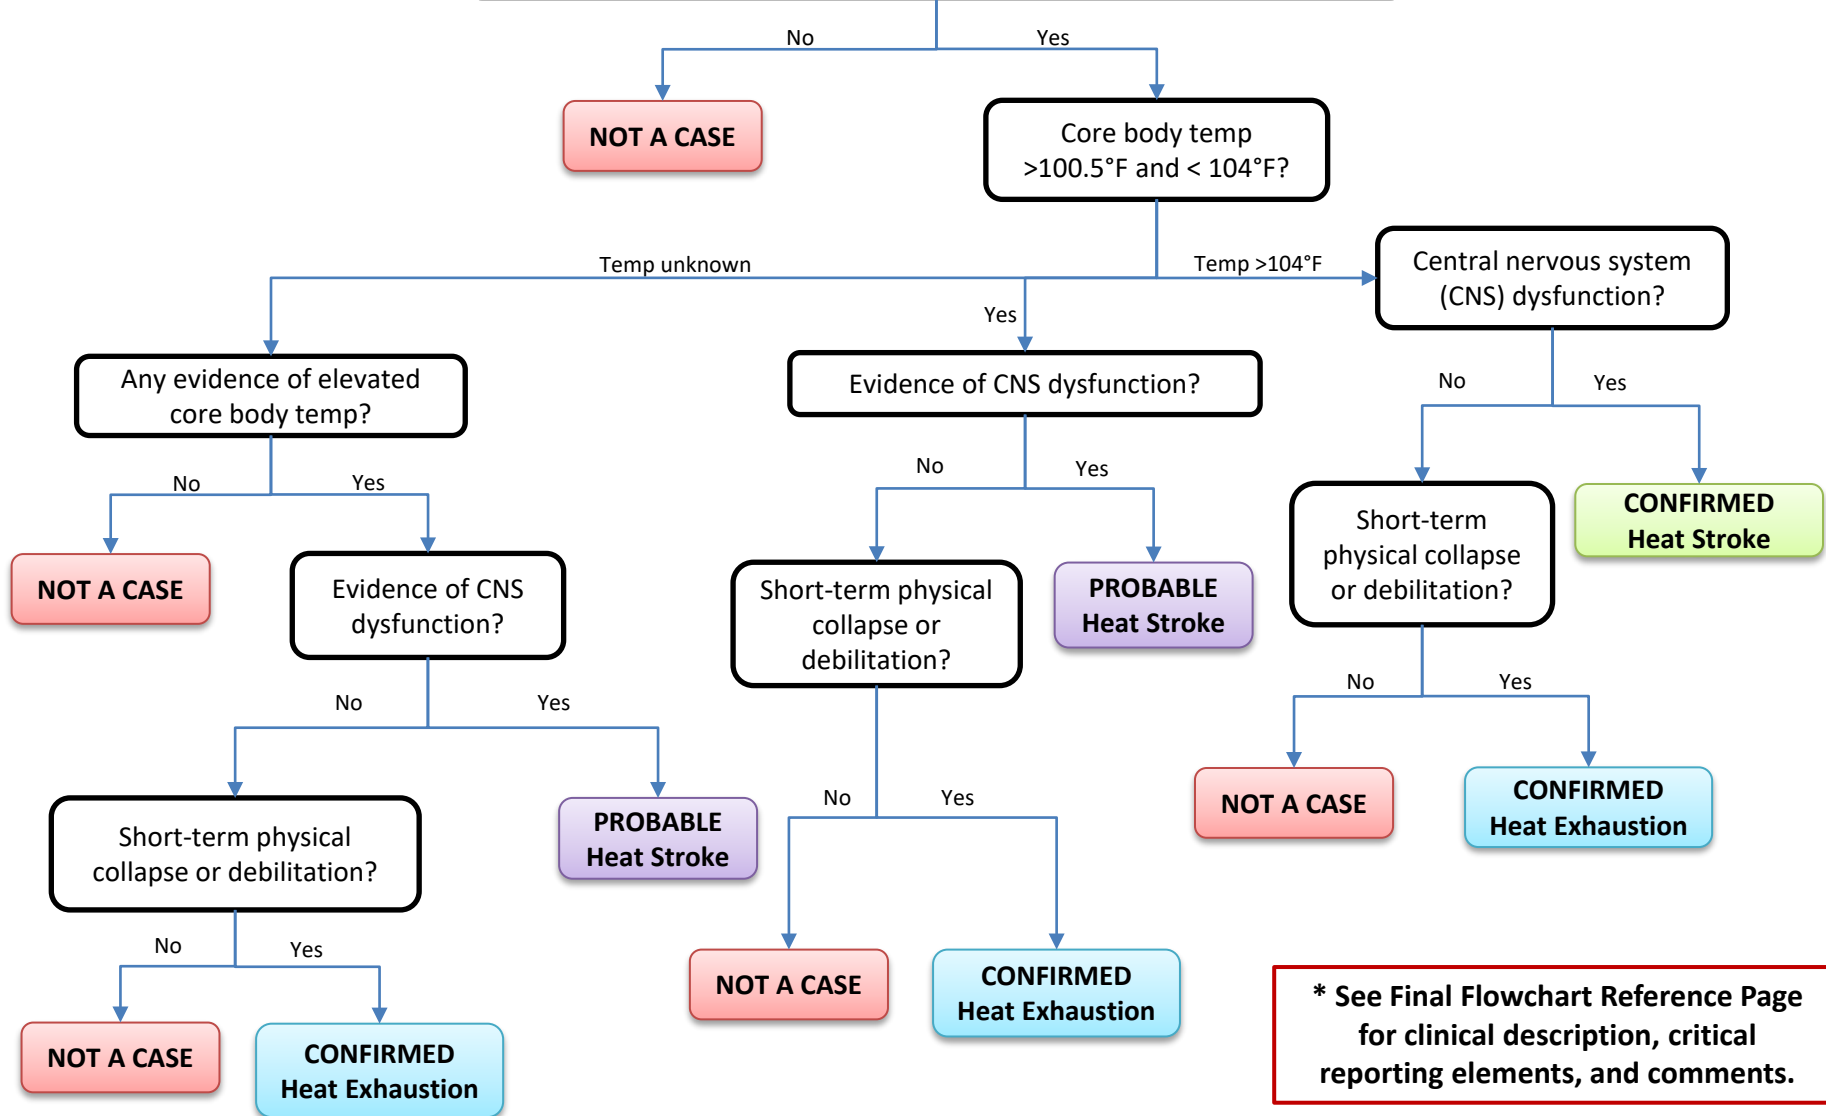 No
Yes
NOT A CASE
Core body temp
>100.5°F and < 104°F?
Temp unknown
Temp >104°F
Yes
Central nervous system
(CNS) dysfunction?
Any evidence of elevated
core body temp?
Evidence of CNS dysfunction?
No
Yes
No
Yes
No
Yes
NOT A CASE
Evidence of CNS
dysfunction?
Short-term physical
collapse or
debilitation?
PROBABLE
Heat Stroke
Short-term
physical collapse
or debilitation?
CONFIRMED
Heat Stroke
No
Yes
No
Yes
No
Yes
Short-term physical
collapse or debilitation?
PROBABLE
Heat Stroke
NOT A CASE
CONFIRMED
Heat Exhaustion
No
Yes
NOT A CASE
CONFIRMED
Heat Exhaustion
NOT A CASE
CONFIRMED
Heat Exhaustion
* See Final Flowchart Reference Page
for clinical description, critical
reporting elements, and comments.